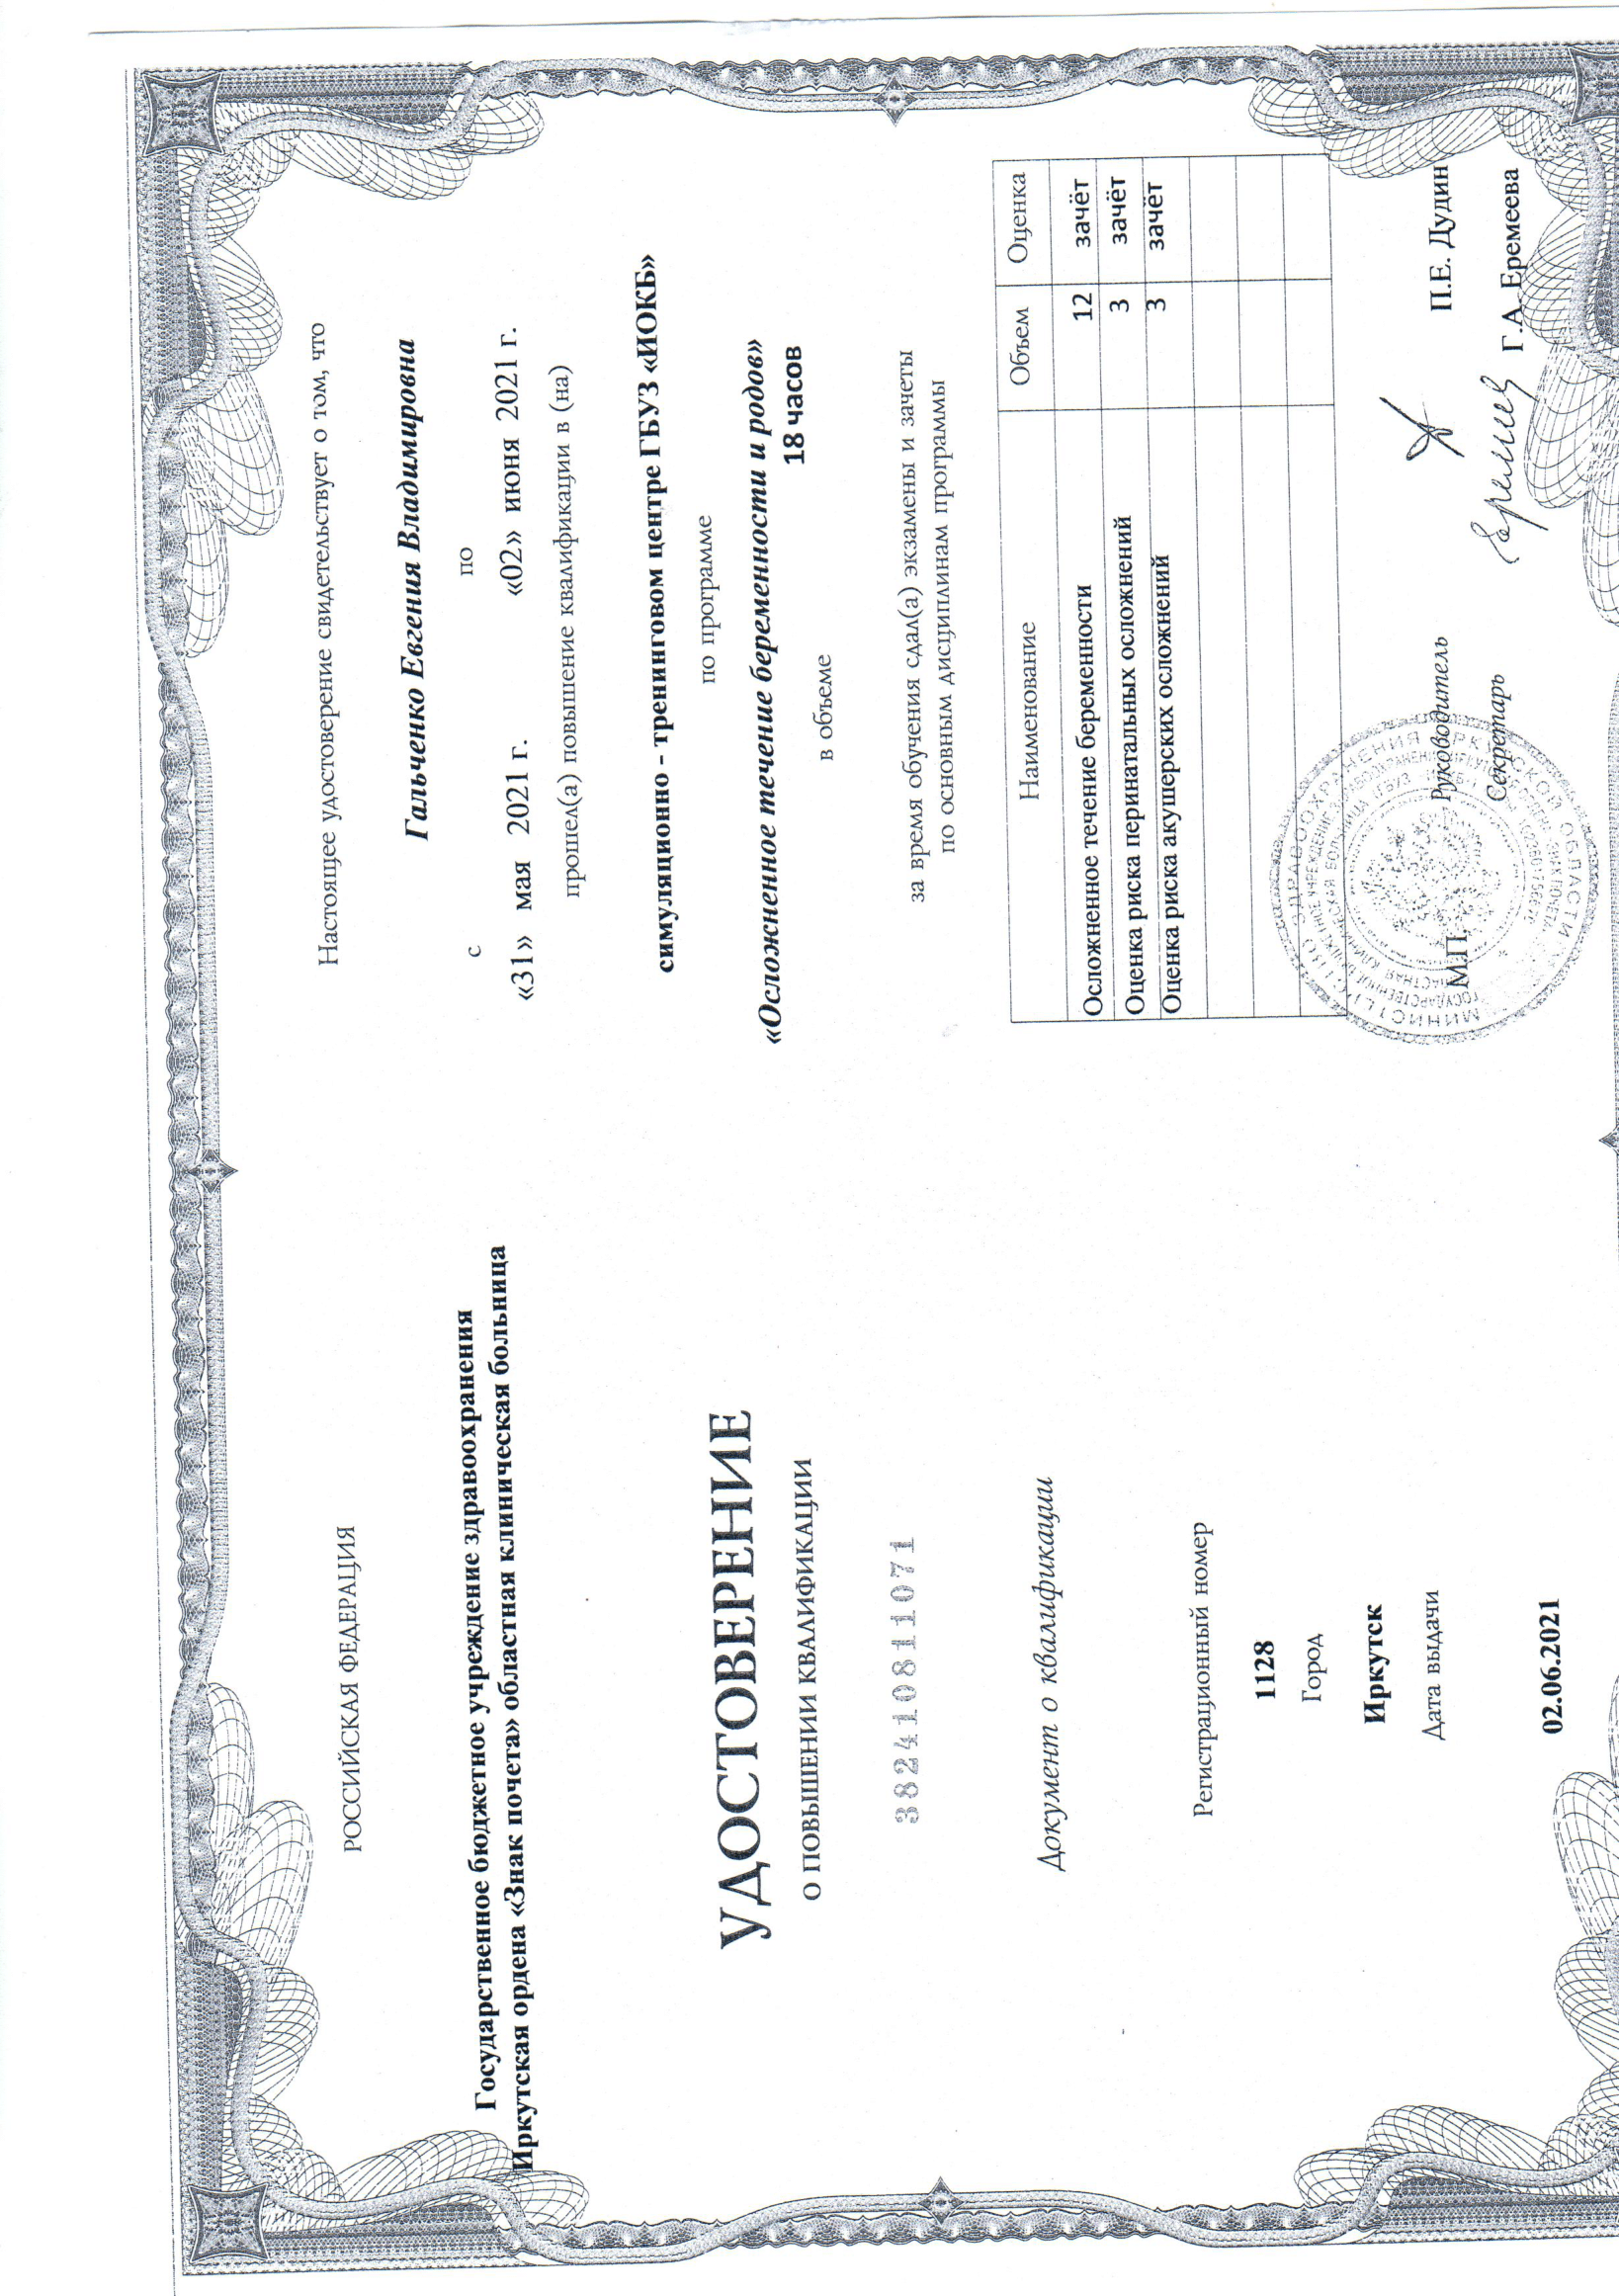 РОССИЙСКАЯ ФЕДЕРАЦИЯ
Государственное бюджетное учреждение здравоохранения
Иркутская ордена «Знак почета» областная клиническая больница
УДОСТОВЕРЕНИЕ
О ПОВЫШЕНИИ КВАЛИФИКАЦИИ
382410811071
Документ о квалификации
Регистрационный номер
1128
Город
Иркутск
Дата выдачи
02.06.2021
Настоящее удостоверение свидетельствует о том, что
Гальченко Евгения Владимировна
с по
«31» мая 2021 г. «02» июня 2021 г.
прошел(а) повышение квалификации в (на)
симуляционно - тренинговом центре ГБУЗ «ИОКБ»
по программе
«Осложненное течение беременности и родов»
18 часов
в объеме
за время обучения сдал(а) экзамены и зачеты
по основным дисциплинам программы
Наименование Объем Оценка
Осложненное течение беременности 12 зачёт
Оценка риска перинатальных осложнений 3 зачёт
Оценка риска акушерских осложнений 3 зачёт
М.П. Руководитель П.Е. Дудин
Секретарь Г.А. Еремеева